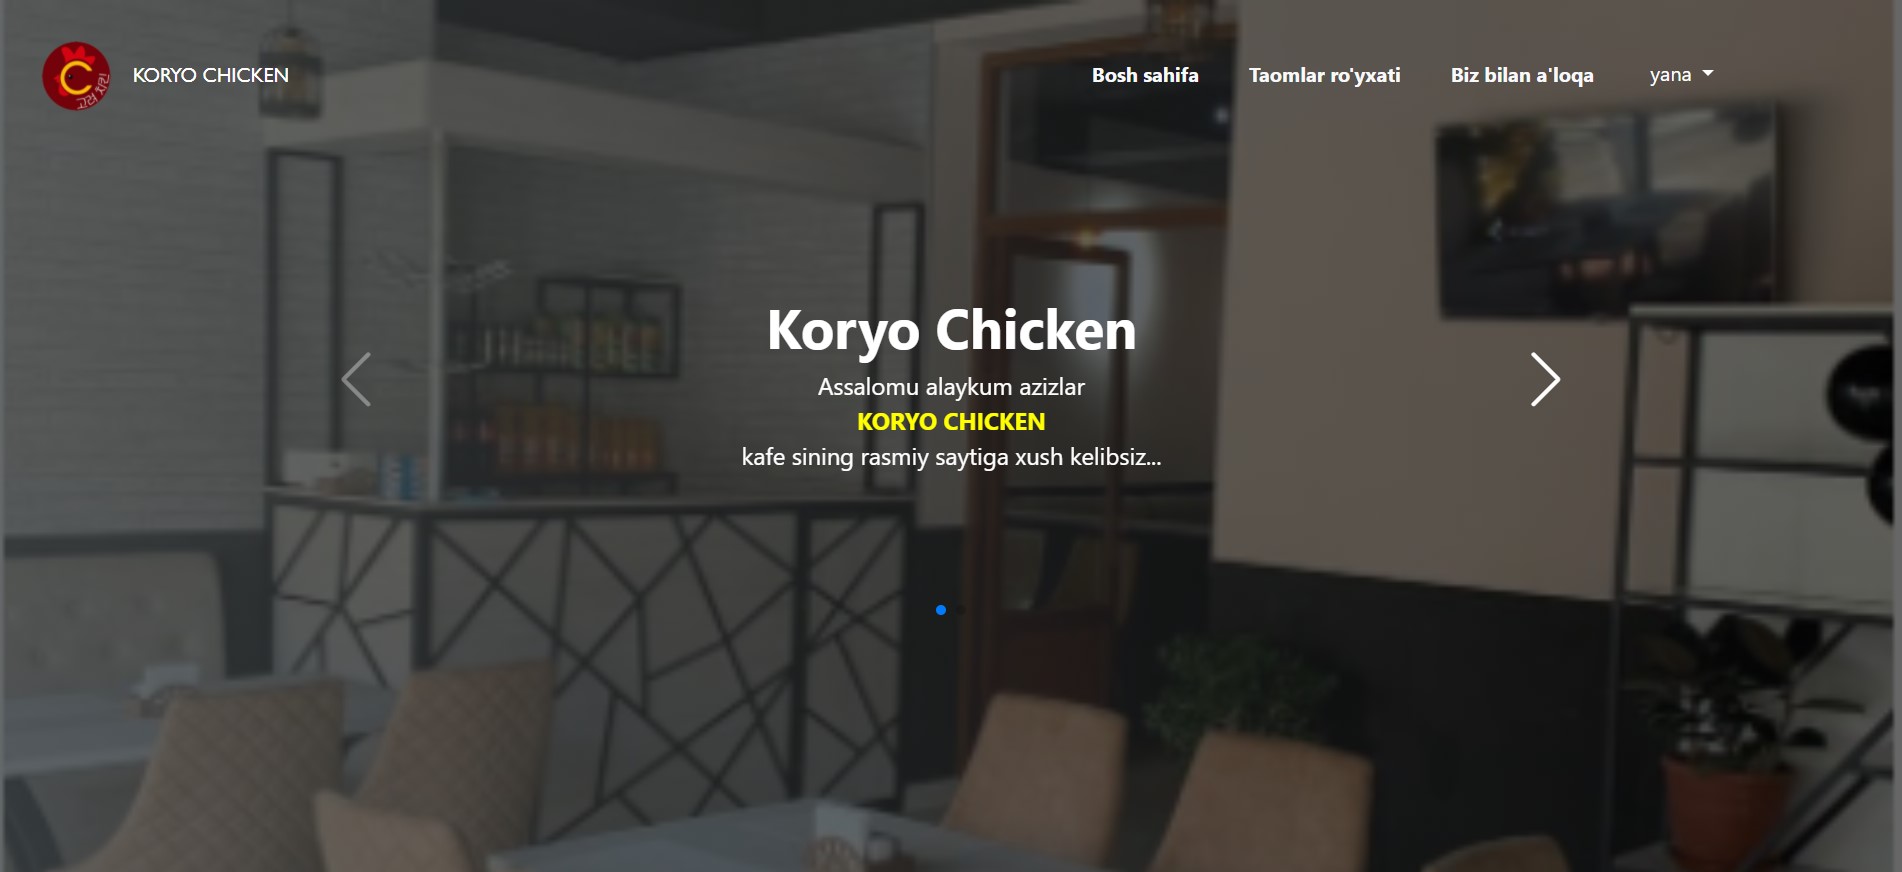 KORYO CHICKEN
Bosh sahifa
Taomlar ro'yxati
Biz bilan a'loqa
yana
Koryo Chicken
Assalomu alaykum azizlar
KORYO CHICKEN
kafe sining rasmiy saytiga xush kelibsiz...